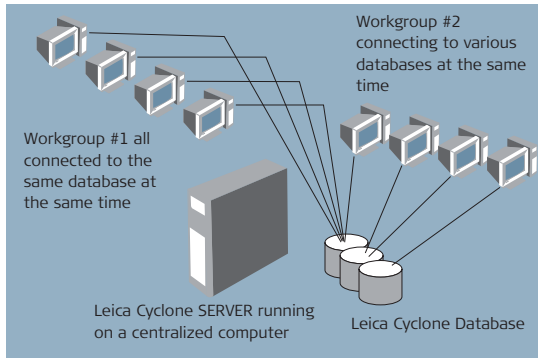 Workgroup #2
connecting to various
databases at the same
time
Workgroup #1 all
connected to the
same database at
the same time
Leica Cyclone SERVER running
on a centralized computer
Leica Cyclone Database